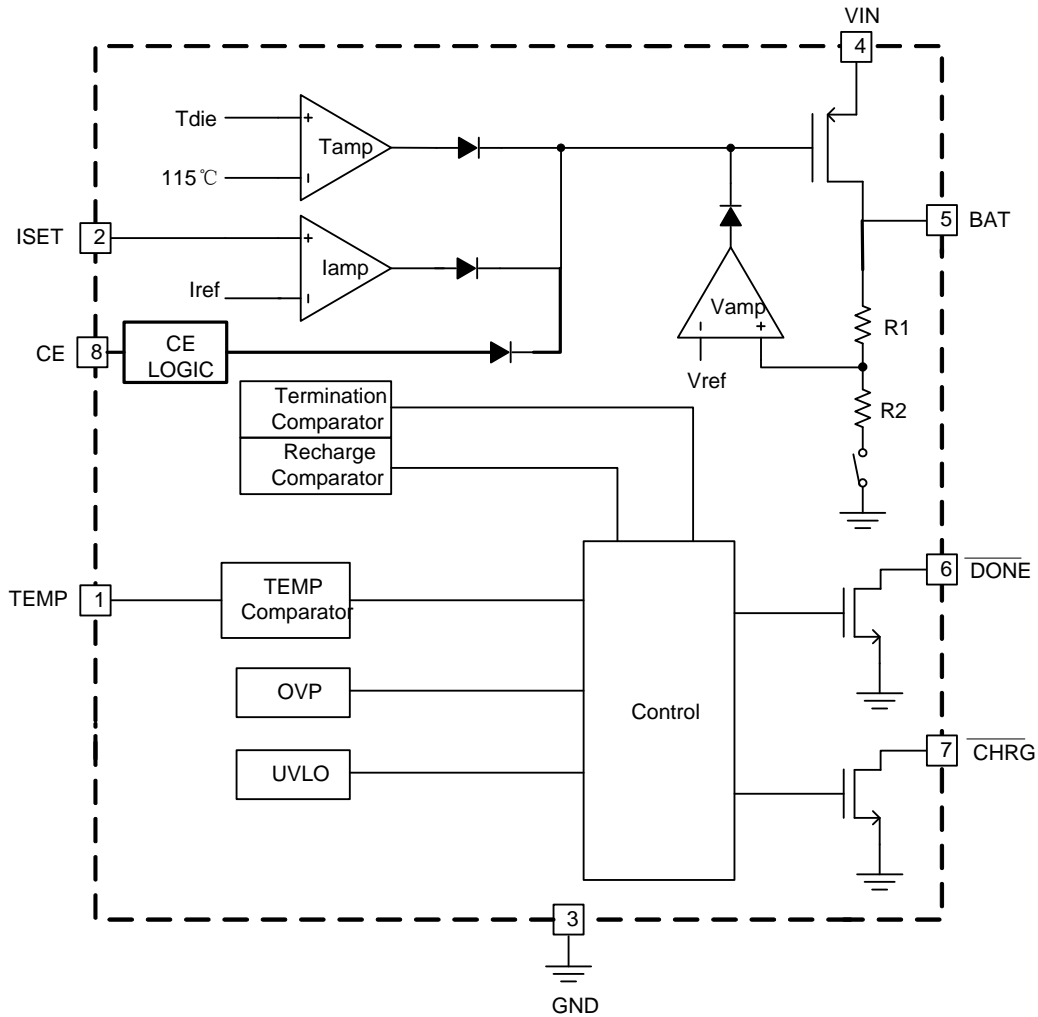 VIN
4
Tdie
+
Tamp
115℃
-
ISET
2
+
Iamp
Iref
-
5
BAT
Vamp
-
+
Vref
R1
CE
8
CE
LOGIC
R2
Termination
Comparator
Recharge
Comparator
TEMP
1
TEMP
Comparator
6
DONE
OVP
Control
UVLO
7
CHRG
3
GND